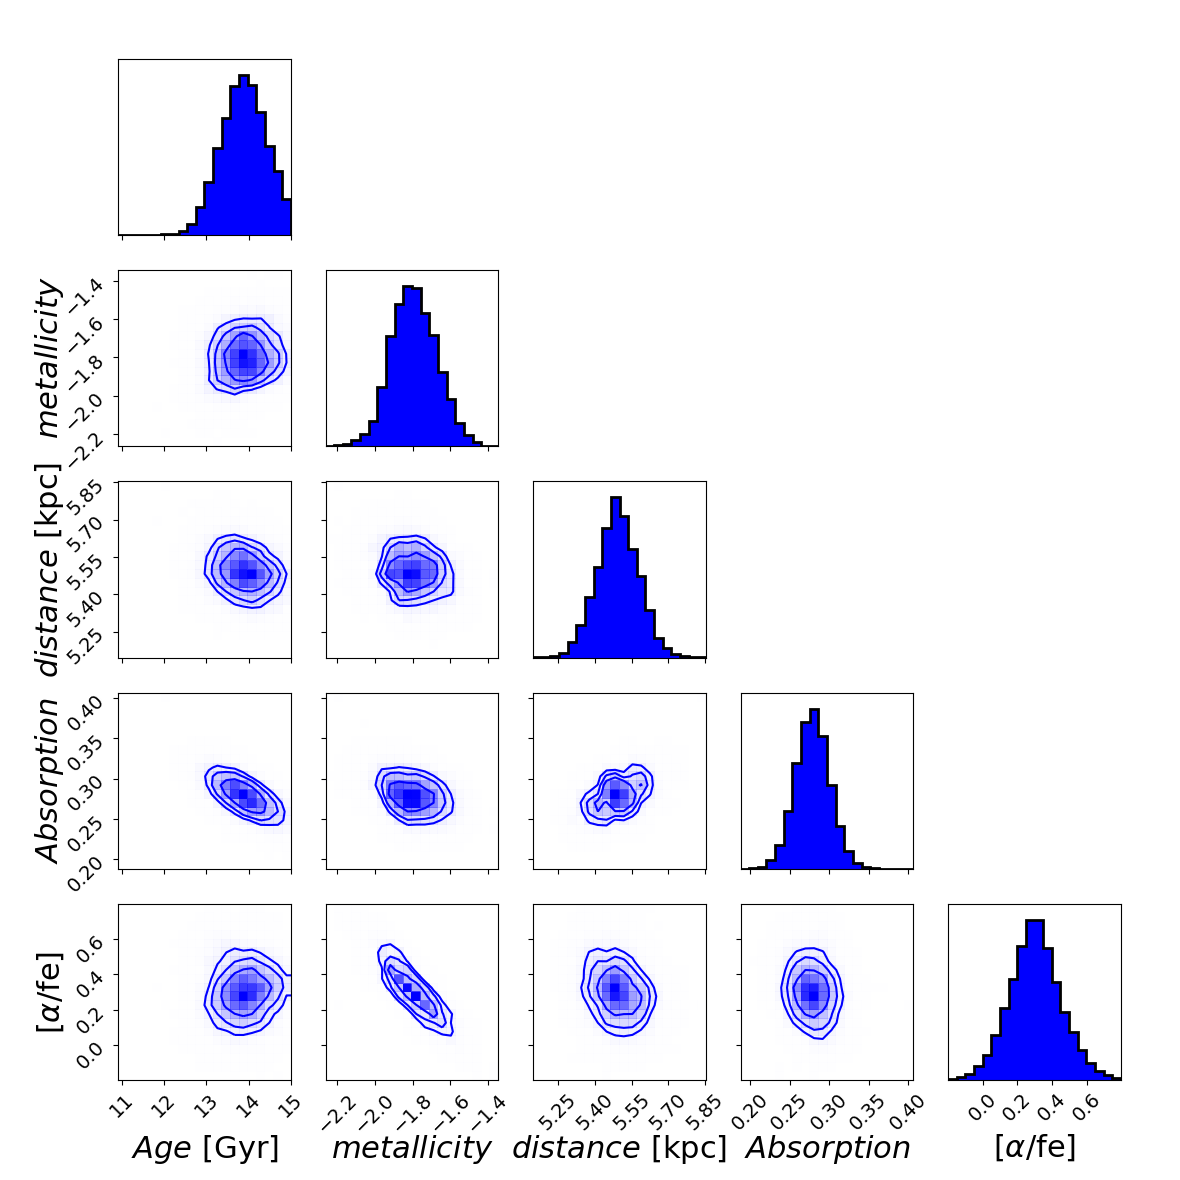 metallicity
−1.4
−1.6
−1.8
−2.0
−2.2
distance [kpc]
5.85
5.70
5.55
5.40
5.25
Absorption
0.40
0.35
0.30
0.25
0.20
[α/fe]
0.6
0.4
0.2
0.0
11 12 13 14 15
−2.2 −2.0 −1.8 −1.6 −1.4
5.25 5.40 5.55 5.70 5.85
0.20 0.25 0.30 0.35 0.40
0.0 0.2 0.4 0.6
Age [Gyr] metallicity distance [kpc] Absorption [α/fe]